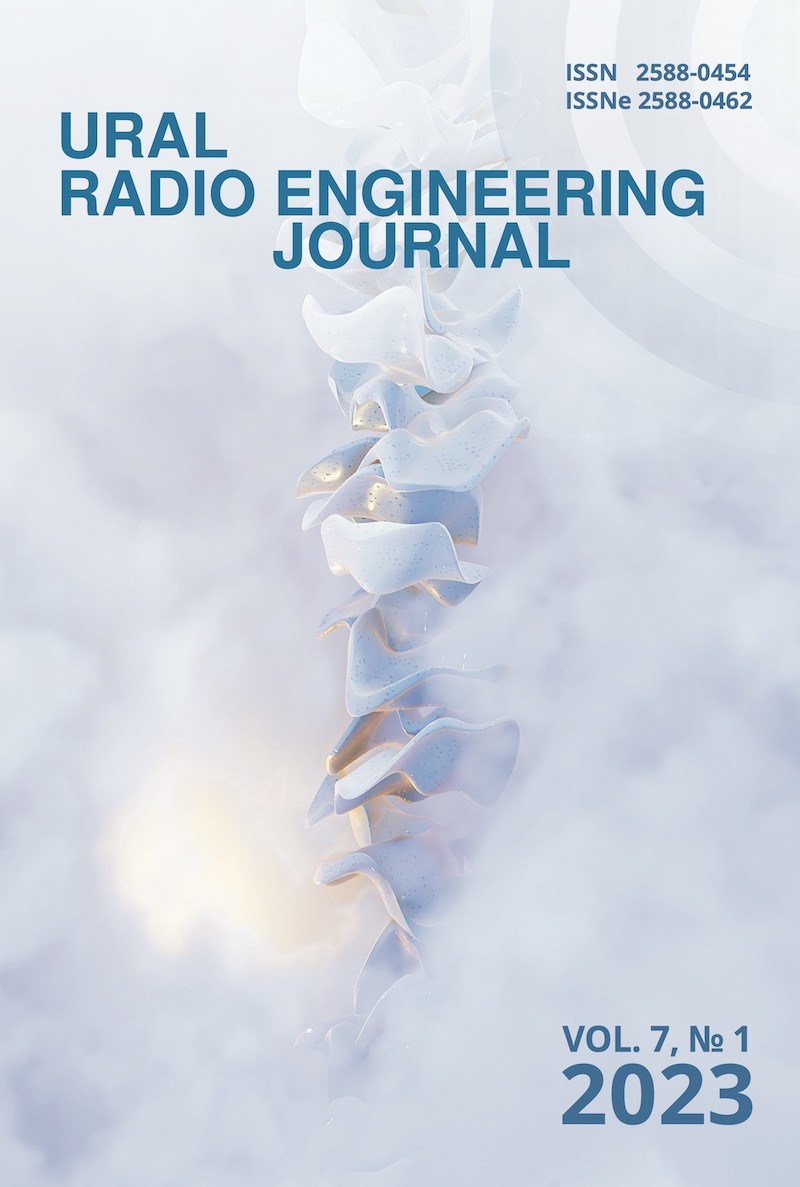 ISSN 2588-0454
ISSNe 2588-0462
URAL
RADIO ENGINEERING
JOURNAL
VOL. 7, № 1
2023